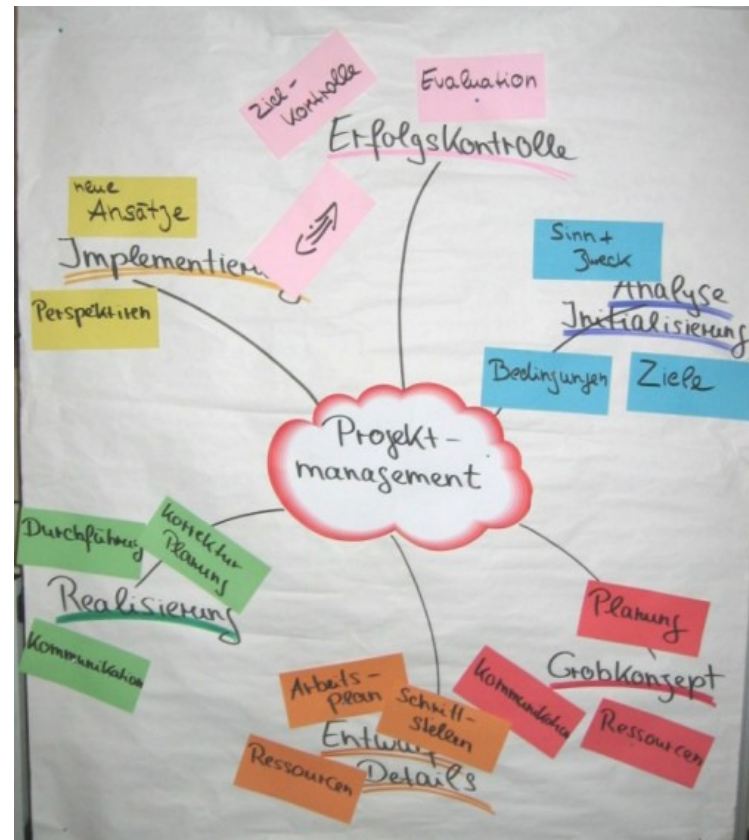 Ziel-
kontrolle
Evaluation
Erfolgskontrolle
neue
Ansätze
Implementierung
Perspektiven
Sinn +
Zweck
Analyse
Initialisierung
Bedingungen
Ziele
Projekt-
management
Planung
Grobkonzept
Kommunikation
Ressourcen
Arbeits-
plan
Schnitt-
stellen
Entwurf
Details
Ressourcen
Durchführung
Korrektur
Planung
Realisierung
Kommunikation